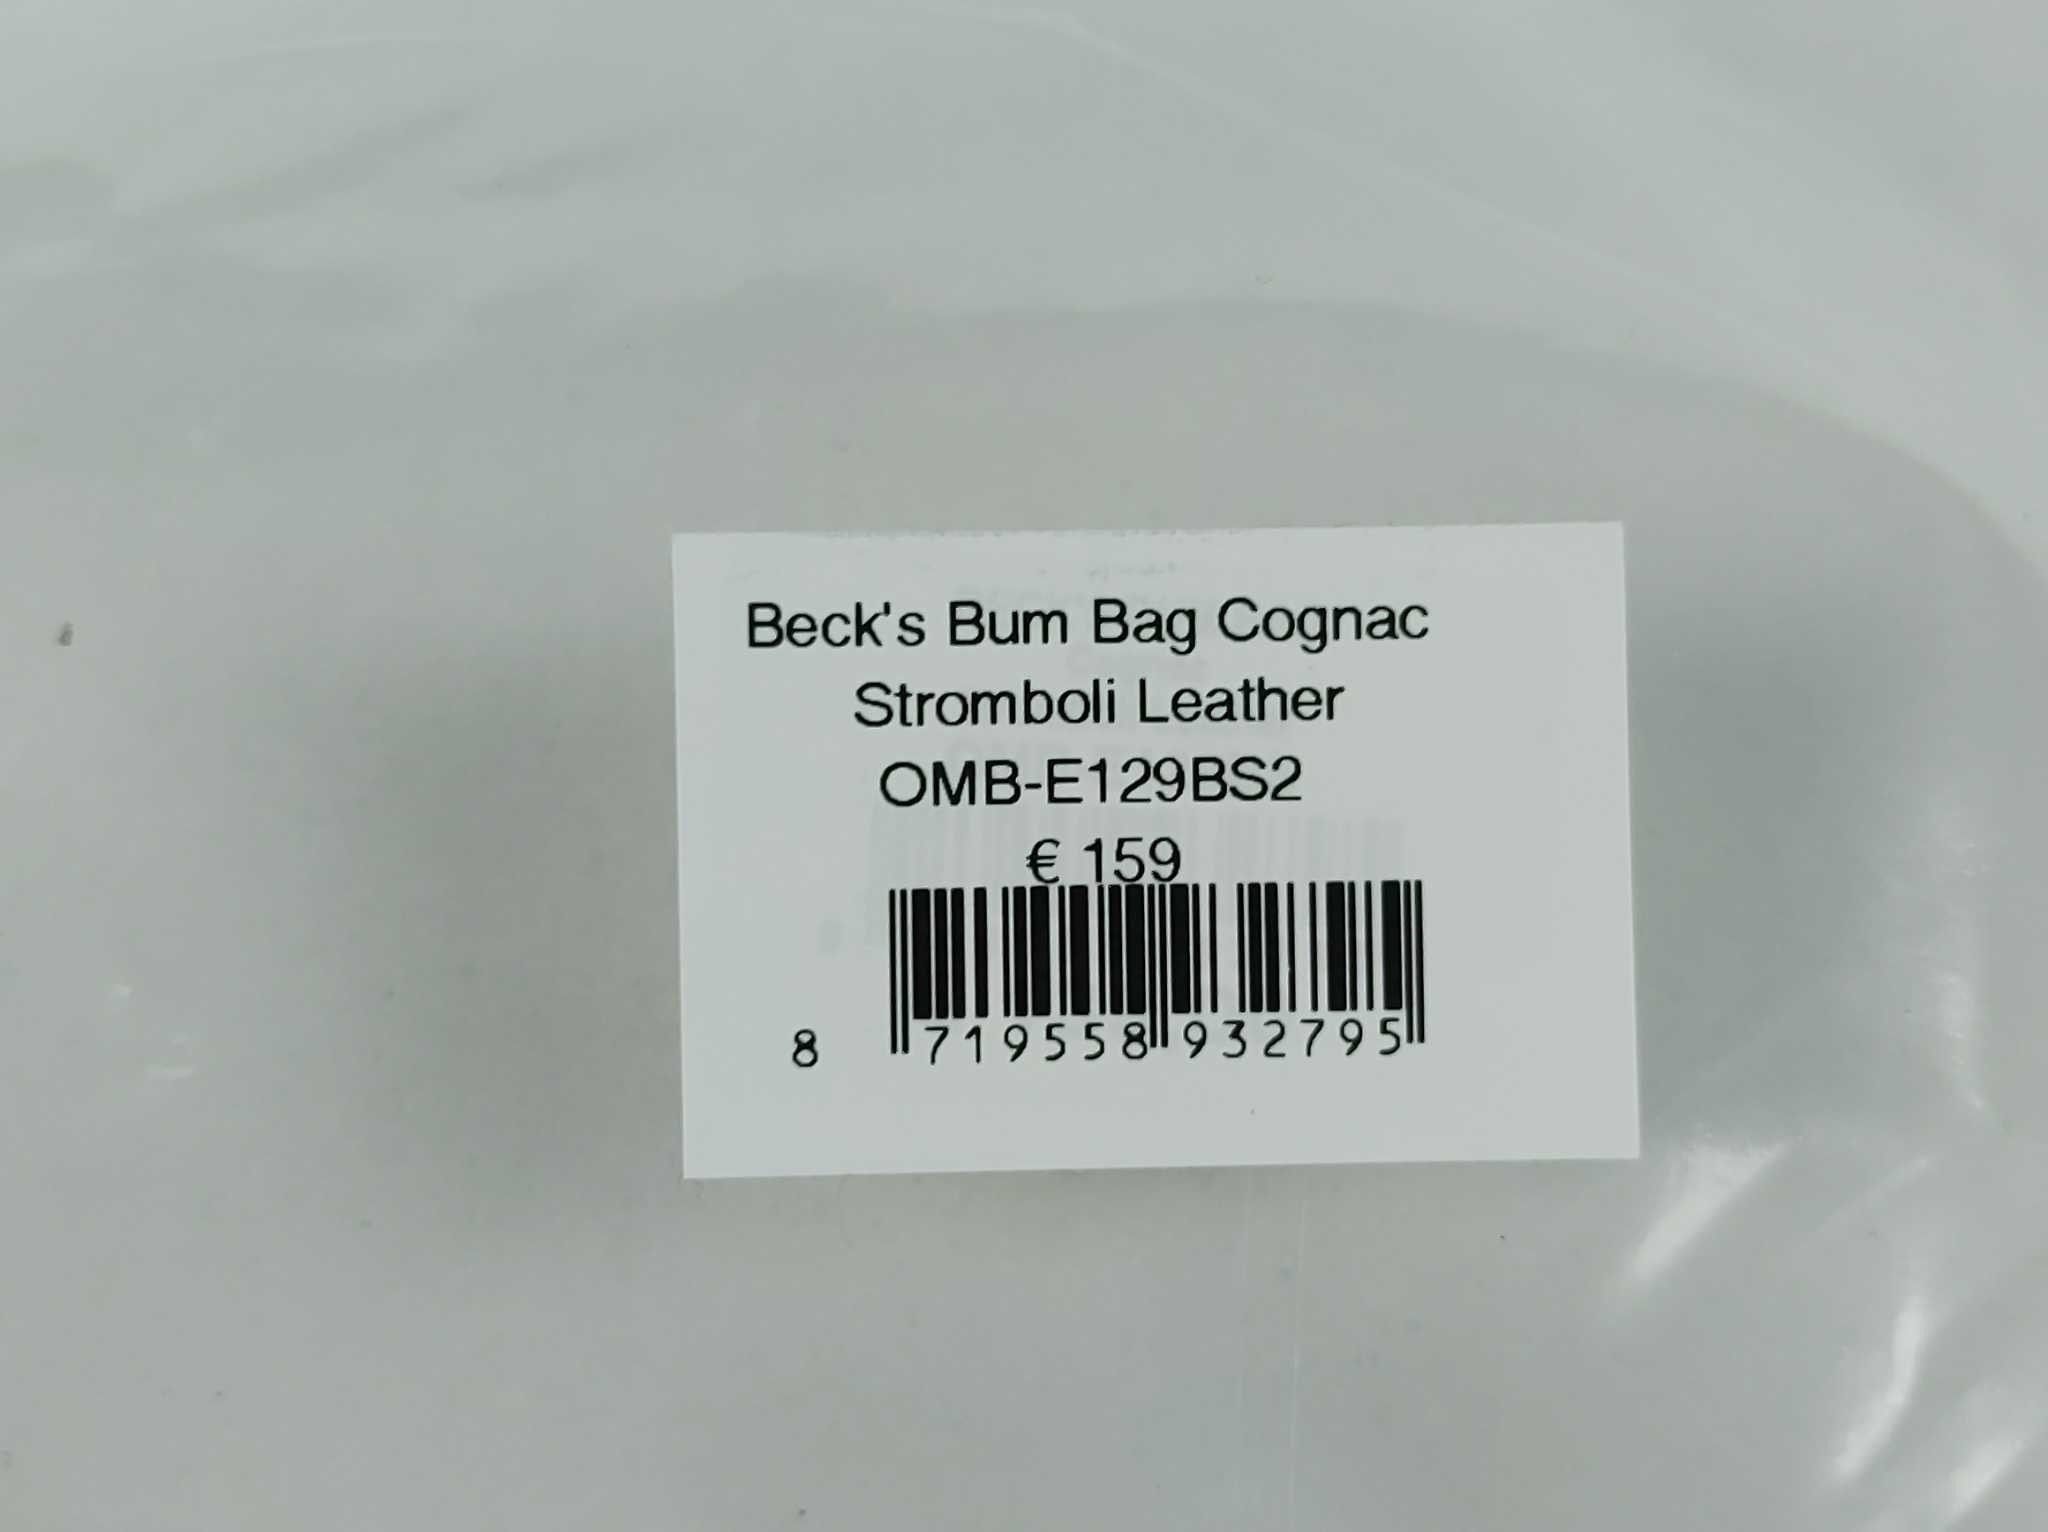 Beck's Bum Bag Cognac
Stromboli Leather
OMB-E129BS2
€ 159
8 719558 932795